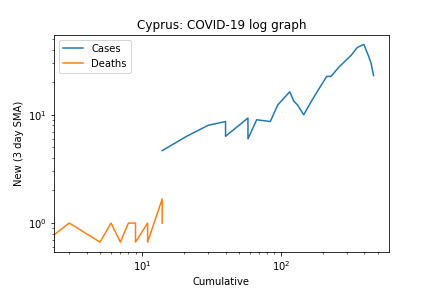 Cyprus: COVID-19 log graph
Cases
Deaths
New (3 day SMA)
10¹
10⁰
10¹
10²
Cumulative